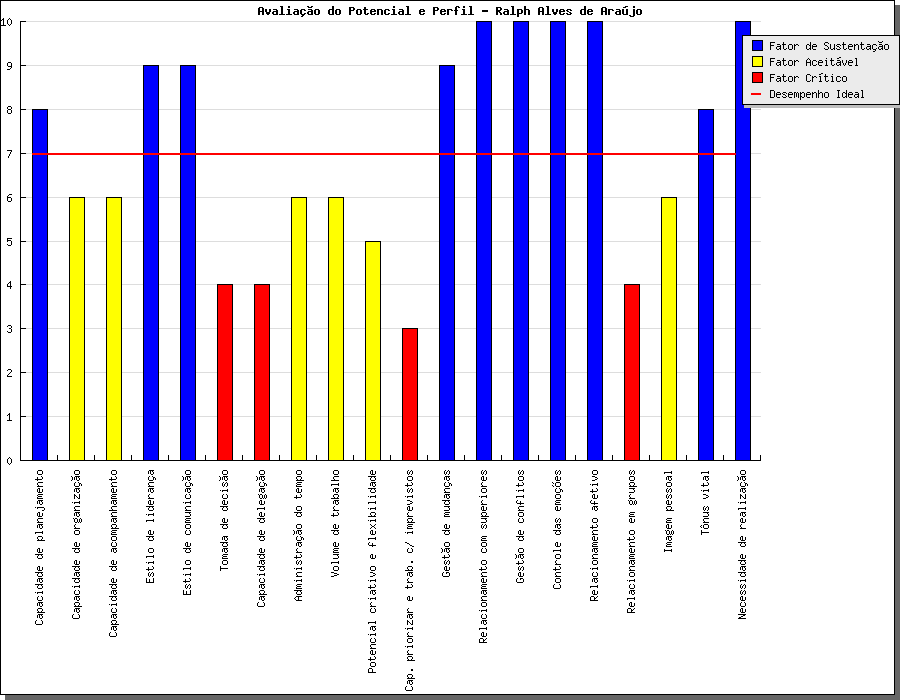 Avaliação do Potencial e Perfil - Ralph Alves de Araújo
10
9
8
7
6
5
4
3
2
1
0
Fator de Sustentação
Fator Aceitável
Fator Crítico
Desempenho Ideal
Capacidade de planejamento
Capacidade de organização
Capacidade de acompanhamento
Estilo de liderança
Estilo de comunicação
Tomada de decisão
Capacidade de delegação
Administração do tempo
Volume de trabalho
Potencial criativo e flexibilidade
Cap. priorizar e trab. c/ imprevistos
Gestão de mudanças
Relacionamento com superiores
Gestão de conflitos
Controle das emoções
Relacionamento afetivo
Relacionamento em grupos
Imagem pessoal
Tônus vital
Necessidade de realização